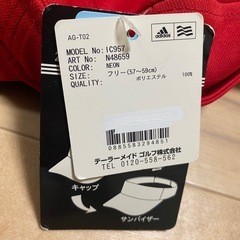 AG-T02
adidas
MODEL No: IC957
ART No: N48659
COLOR: NEON
SIZE: フリー(57～59cm)
QUALITY: ポリエステル 100%
テーラーメイド ゴルフ株式会社
TEL 0120-558-562
0885583294851
キャップ
サンバイザー